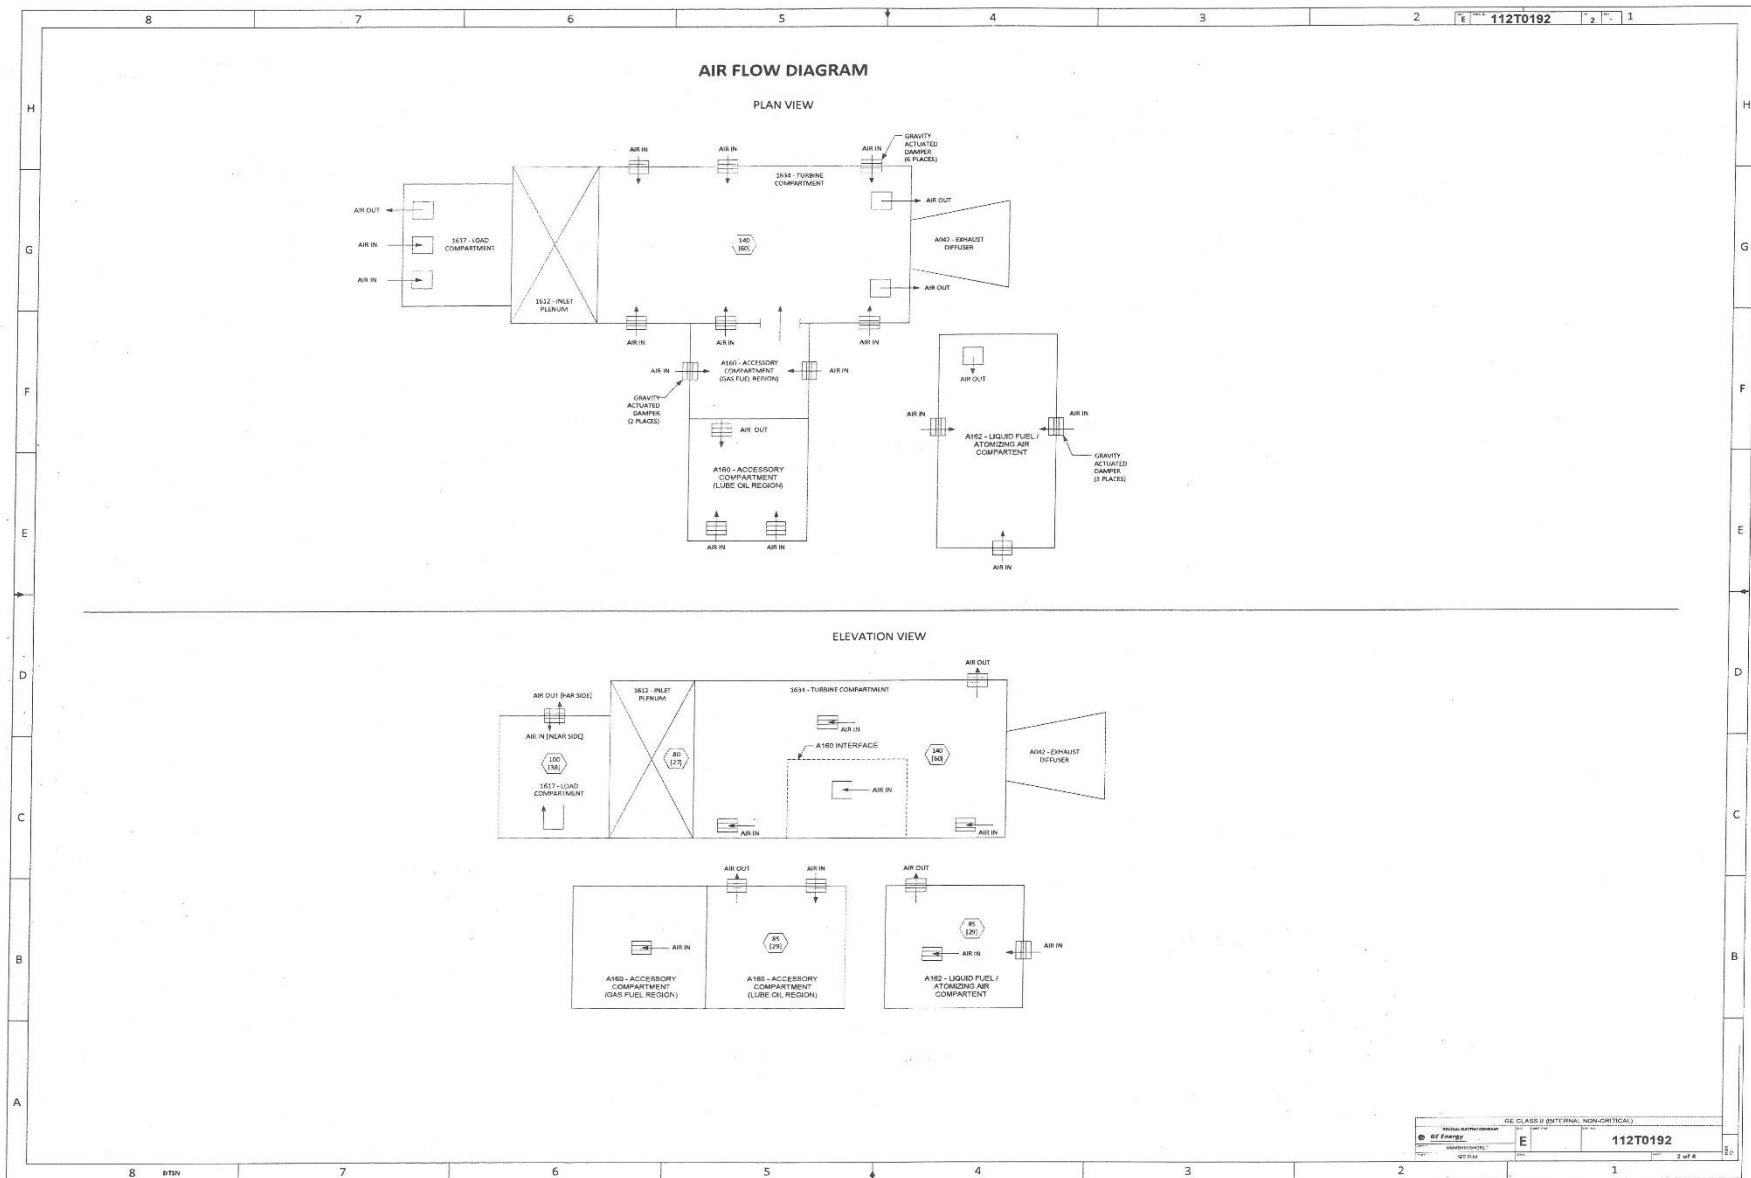 8 7 6 5 4 3 2 1
E 112T0192 2
AIR FLOW DIAGRAM
PLAN VIEW
H H
AIR IN
AIR IN
AIR IN
GRAVITY
ACTUATED
DAMPER
(6 PLACES)
1634 - TURBINE
COMPARTMENT
AIR OUT
AIR OUT
G G
AIR IN
1617 - LOAD
COMPARTMENT
140
[60]
A042 - EXHAUST
DIFFUSER
AIR IN
AIR OUT
1612 - INLET
PLENUM
AIR IN
AIR IN
AIR IN
A160 - ACCESSORY
COMPARTMENT
(GAS FUEL REGION)
AIR IN
AIR IN
AIR OUT
F F
GRAVITY
ACTUATED
DAMPER
(2 PLACES)
AIR IN
AIR IN
AIR OUT
A162 - LIQUID FUEL /
ATOMIZING AIR
COMPARTENT
GRAVITY
ACTUATED
DAMPER
(3 PLACES)
A160 - ACCESSORY
COMPARTMENT
(LUBE OIL REGION)
E E
AIR IN
AIR IN
AIR IN
ELEVATION VIEW
D D
AIR OUT
AIR OUT [FAR SIDE]
1612 - INLET
PLENUM
1634 - TURBINE COMPARTMENT
AIR IN [NEAR SIDE]
AIR IN
A160 INTERFACE
100
[38]
80
[27]
140
[60]
A042 - EXHAUST
DIFFUSER
1617 - LOAD
COMPARTMENT
AIR IN
C C
AIR IN
AIR IN
AIR OUT
AIR IN
AIR OUT
85
[29]
85
[29]
AIR IN
AIR IN
AIR IN
B B
A160 - ACCESSORY
COMPARTMENT
(GAS FUEL REGION)
A160 - ACCESSORY
COMPARTMENT
(LUBE OIL REGION)
A162 - LIQUID FUEL /
ATOMIZING AIR
COMPARTENT
A
GE CLASS II (INTERNAL NON-CRITICAL)
GENERAL ELECTRIC COMPANY
GE Energy
E
112T0192
2 of 4
8 DTIN 7 6 5 4 3 2 1